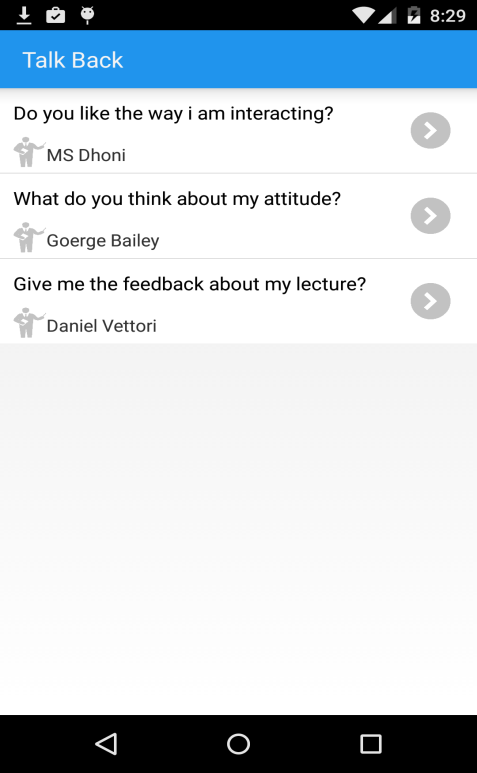 8:29
Talk Back
Do you like the way i am interacting?
MS Dhoni
What do you think about my attitude?
Goerge Bailey
Give me the feedback about my lecture?
Daniel Vettori